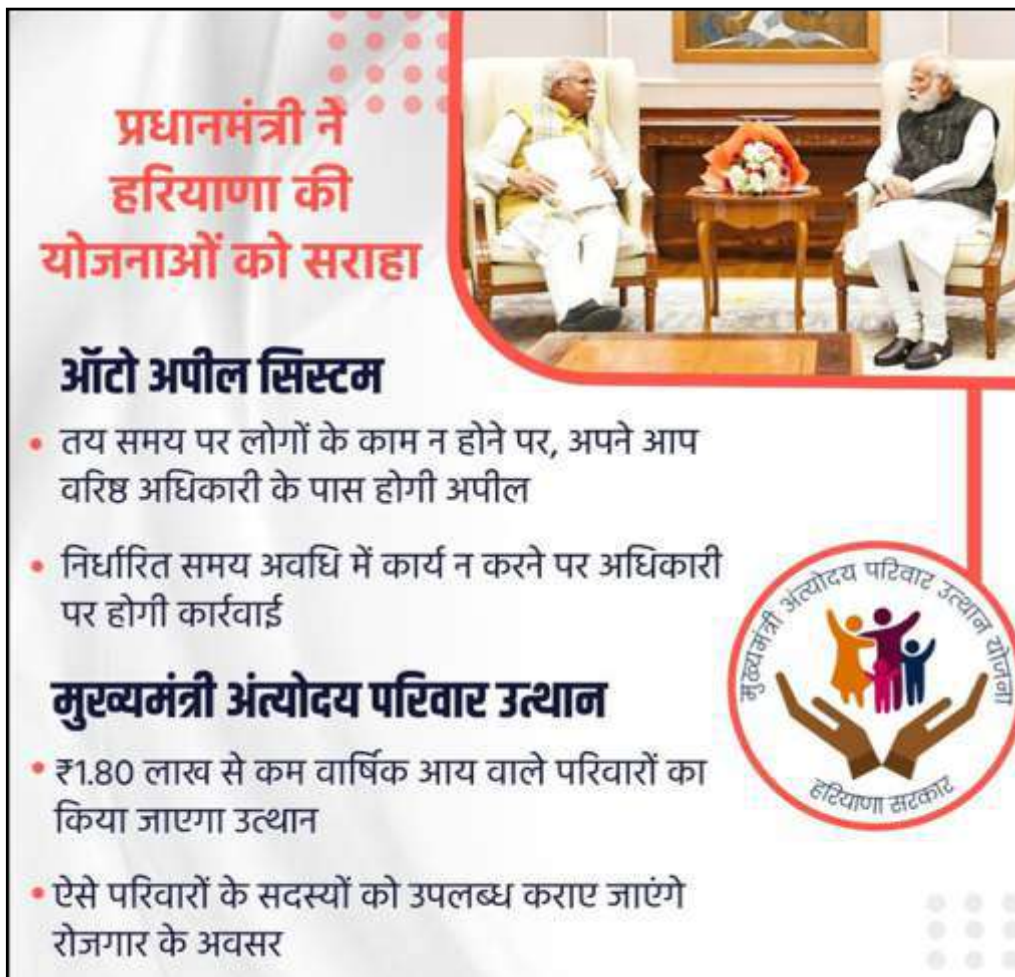 प्रधानमंत्री ने
हरियाणा की
योजनाओं को सराहा
ऑटो अपील सिस्टम
• तय समय पर लोगों के काम न होने पर, अपने आप
वरिष्ठ अधिकारी के पास होगी अपील
• निर्धारित समय अवधि में कार्य न करने पर अधिकारी
पर होगी कार्रवाई
मुख्यमंत्री अंत्योदय परिवार उत्थान योजना
हरियाणा सरकार
मुख्यमंत्री अंत्योदय परिवार उत्थान
• ₹1.80 लाख से कम वार्षिक आय वाले परिवारों का
किया जाएगा उत्थान
• ऐसे परिवारों के सदस्यों को उपलब्ध कराए जाएंगे
रोजगार के अवसर